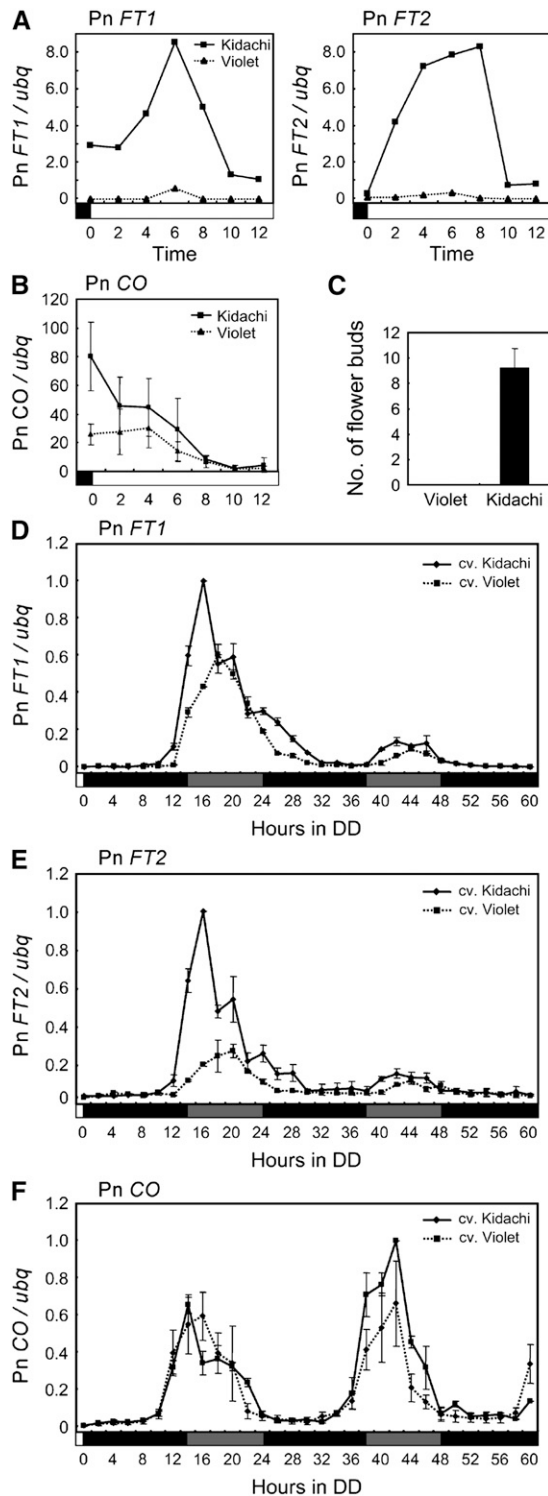 A
Pn FT1
Pn FT1 / ubq
8.0
6.0
4.0
2.0
0
Kidachi
Violet
0 2 4 6 8 10 12
Time
Pn FT2
Pn FT2 / ubq
8.0
6.0
4.0
2.0
0
0 2 4 6 8 10 12
Time
B
Pn CO
Pn CO / ubq
120
100
80
60
40
20
0
Kidachi
Violet
0 2 4 6 8 10 12
C
No. of flower buds
12
10
8
6
4
2
0
Violet Kidachi
D
Pn FT1
Pn FT1 / ubq
1.2
1.0
0.8
0.6
0.4
0.2
0
cv. Kidachi
cv. Violet
0 4 8 12 16 20 24 28 32 36 40 44 48 52 56 60
Hours in DD
E
Pn FT2
Pn FT2 / ubq
1.2
1.0
0.8
0.6
0.4
0.2
0
cv. Kidachi
cv. Violet
0 4 8 12 16 20 24 28 32 36 40 44 48 52 56 60
Hours in DD
F
Pn CO
Pn CO / ubq
1.2
1.0
0.8
0.6
0.4
0.2
0
cv. Kidachi
cv. Violet
0 4 8 12 16 20 24 28 32 36 40 44 48 52 56 60
Hours in DD